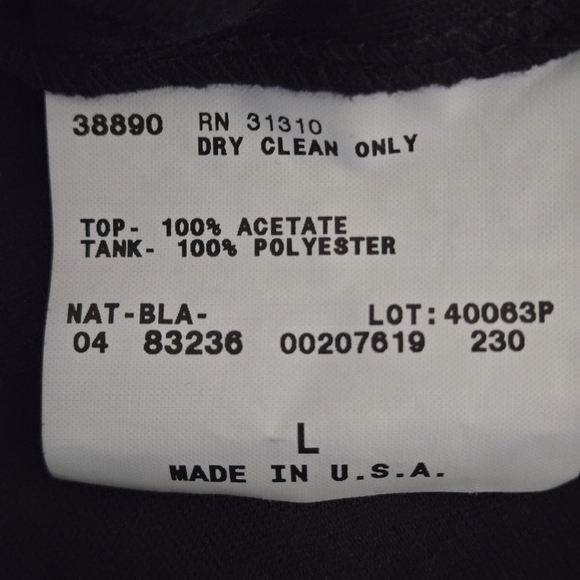 38890 RN 31310
DRY CLEAN ONLY
TOP- 100% ACETATE
TANK- 100% POLYESTER
NAT-BLA- LOT:40063P
04 83236 00207619 230
L
MADE IN U.S.A.